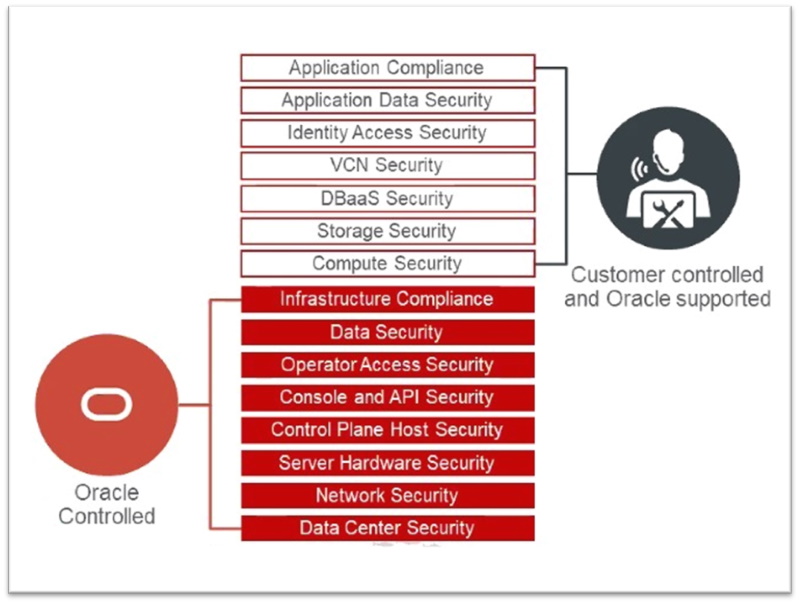 Application Compliance
Application Data Security
Identity Access Security
VCN Security
DBaaS Security
Storage Security
Compute Security
Customer controlled
and Oracle supported
Infrastructure Compliance
Data Security
Operator Access Security
Console and API Security
Control Plane Host Security
Server Hardware Security
Network Security
Data Center Security
Oracle
Controlled